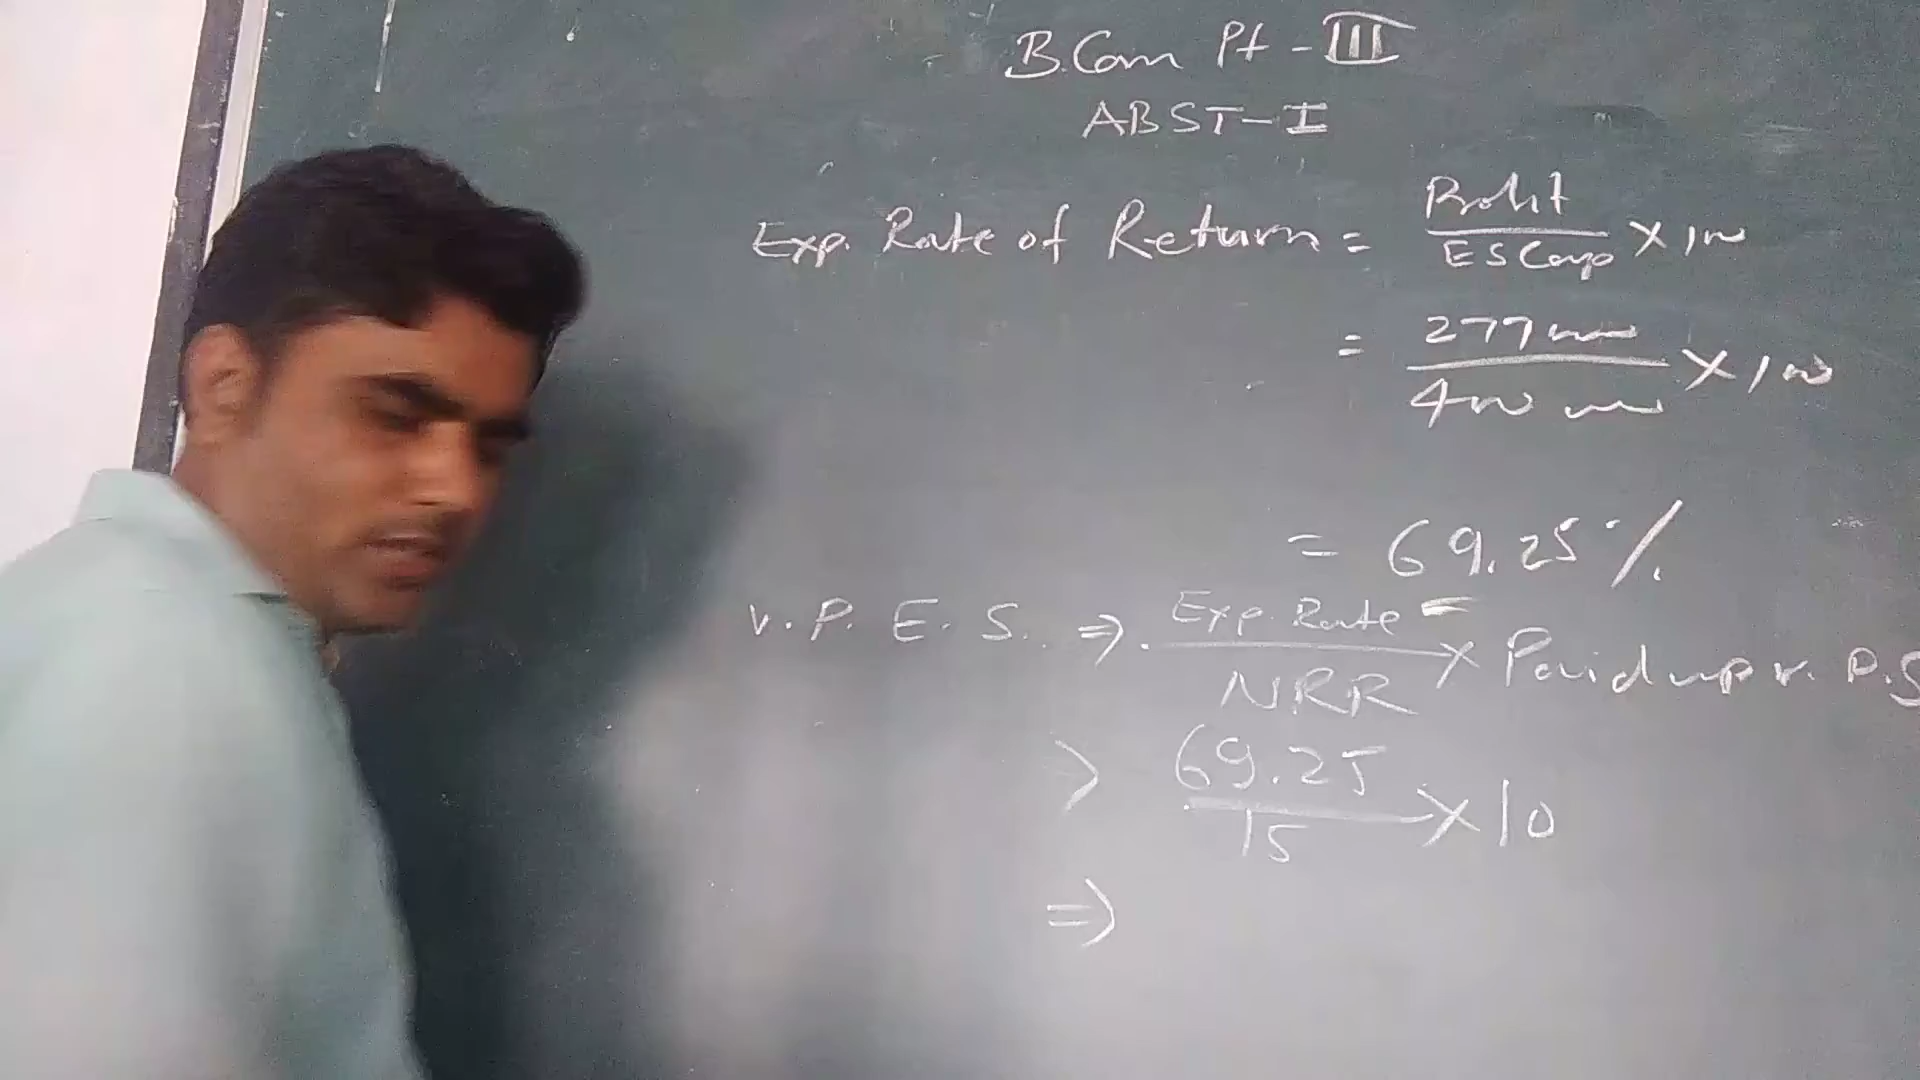 B.Com Pt - III
ABST - I
Exp. Rate of Return = Profit / ES Cap × 100
= 277000 / 400000 × 100
= 69.25 %
V. P. E. S. ⇒ Exp. Rate / NRR × Paid up v. P.S
> 69.25 / 15 × 10
⇒